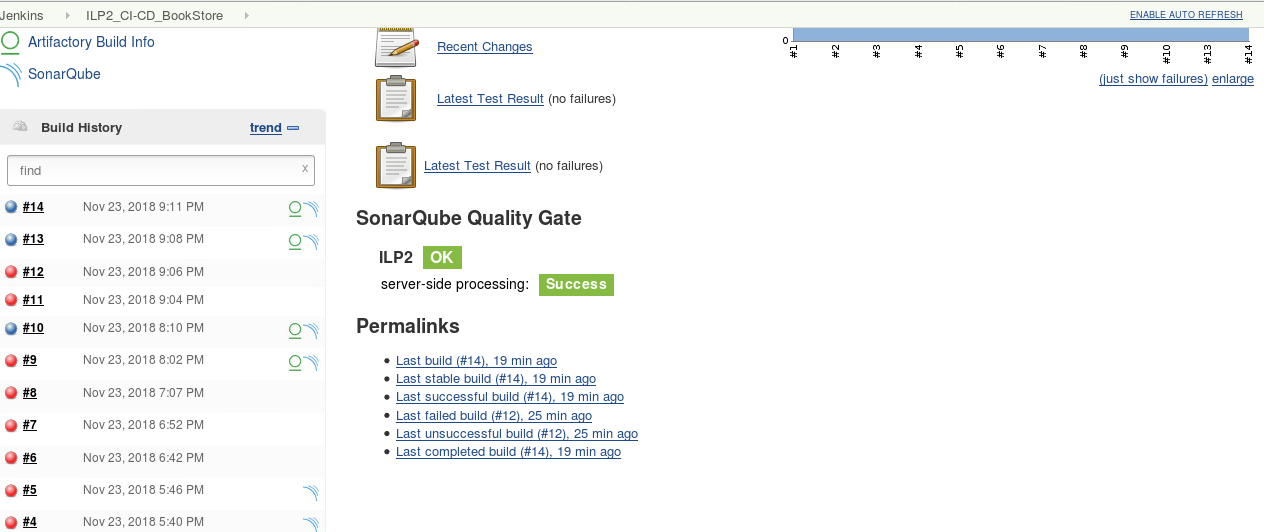 Jenkins ILP2_CI-CD_BookStore ENABLE AUTO REFRESH
Artifactory Build Info
SonarQube
Build History trend
find x
#14 Nov 23, 2018 9:11 PM
#13 Nov 23, 2018 9:08 PM
#12 Nov 23, 2018 9:06 PM
#11 Nov 23, 2018 9:04 PM
#10 Nov 23, 2018 8:10 PM
#9 Nov 23, 2018 8:02 PM
#8 Nov 23, 2018 7:07 PM
#7 Nov 23, 2018 6:52 PM
#6 Nov 23, 2018 6:42 PM
#5 Nov 23, 2018 5:46 PM
#4 Nov 23, 2018 5:40 PM
Recent Changes
Latest Test Result (no failures)
Latest Test Result (no failures)
SonarQube Quality Gate
ILP2 OK
server-side processing: Success
Permalinks
Last build (#14), 19 min ago
Last stable build (#14), 19 min ago
Last successful build (#14), 19 min ago
Last failed build (#12), 25 min ago
Last unsuccessful build (#12), 25 min ago
Last completed build (#14), 19 min ago
0
#1 #2 #3 #4 #5 #6 #7 #8 #9 #10 #13 #14
(just show failures) enlarge